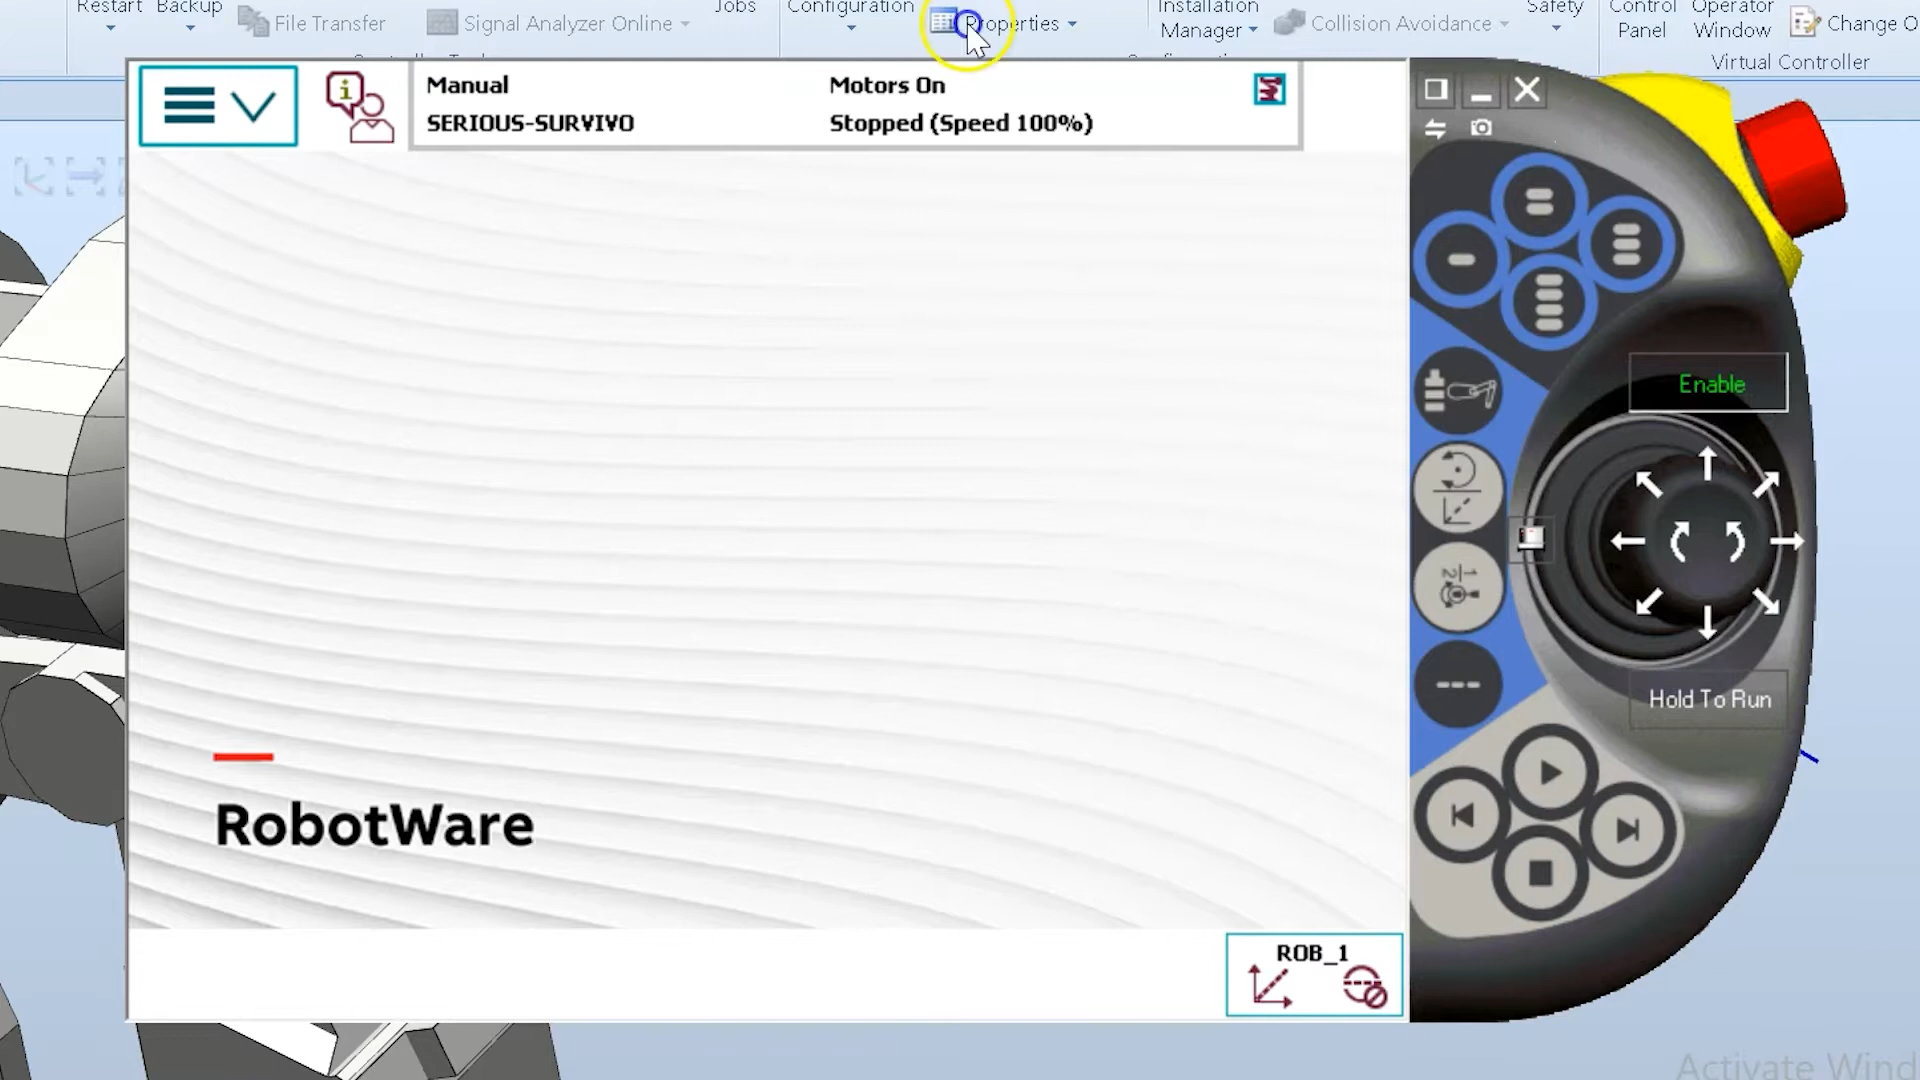 Restart Backup Jobs Configuration Installation Safety Control Operator
File Transfer Signal Analyzer Online Properties Manager Collision Avoidance Panel Window Change O
Virtual Controller
Manual Motors On
SERIOUS-SURVIVO Stopped (Speed 100%)
Enable
Hold To Run
RobotWare
ROB_1
Activate Wind